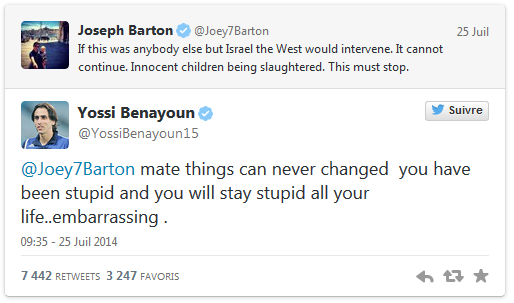 Joseph Barton @Joey7Barton 25 Juil
If this was anybody else but Israel the West would intervene. It cannot
continue. Innocent children being slaughtered. This must stop.
Yossi Benayoun Suivre
@YossiBenayoun15
@Joey7Barton mate things can never changed  you have
been stupid and you will stay stupid all your
life..embarrassing .
09:35 - 25 Juil 2014
7 442 RETWEETS 3 247 FAVORIS